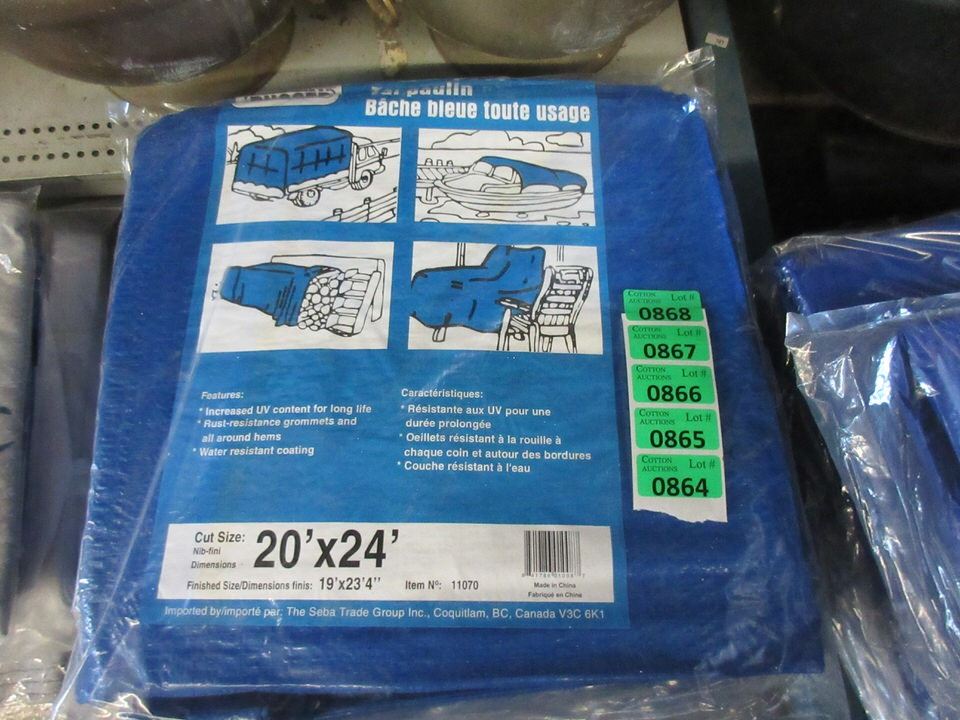 Bâche bleue toute usage
Features:
* Increased UV content for long life
* Rust-resistance grommets and
all around hems
* Water resistant coating
Caractéristiques:
* Résistante aux UV pour une
durée prolongée
* Oeillets résistant à la rouille à
chaque coin et autour des bordures
* Couche résistant à l'eau
COTTON AUCTIONS Lot #
0868
COTTON AUCTIONS Lot #
0867
COTTON AUCTIONS Lot #
0866
COTTON AUCTIONS Lot #
0865
COTTON AUCTIONS Lot #
0864
Cut Size:
Nib-fini
Dimensions
20'x24'
Finished Size/Dimensions finis: 19'x23'4" Item Nº: 11070
Made in China
Fabriqué en Chine
Imported by/importé par: The Seba Trade Group Inc., Coquitlam, BC, Canada V3C 6K1